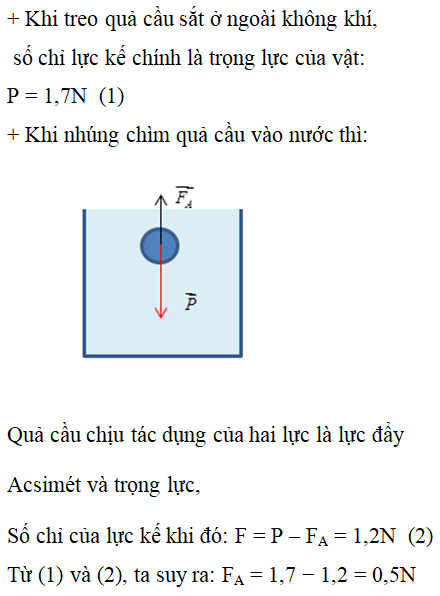 + Khi treo quả cầu sắt ở ngoài không khí,
số chỉ lực kế chính là trọng lực của vật:
P = 1,7N (1)
+ Khi nhúng chìm quả cầu vào nước thì:
F_A
P
Quả cầu chịu tác dụng của hai lực là lực đẩy
Acsimét và trọng lực,
Số chỉ của lực kế khi đó: F = P – F_A = 1,2N (2)
Từ (1) và (2), ta suy ra: F_A = 1,7 − 1,2 = 0,5N